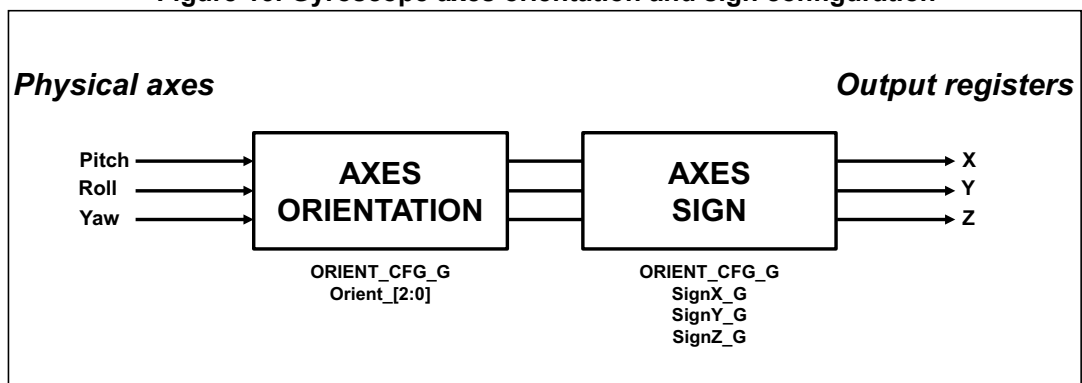 Physical axes
Output registers
Pitch
Roll
Yaw
AXES
ORIENTATION
AXES
SIGN
X
Y
Z
ORIENT_CFG_G
Orient_[2:0]
ORIENT_CFG_G
SignX_G
SignY_G
SignZ_G